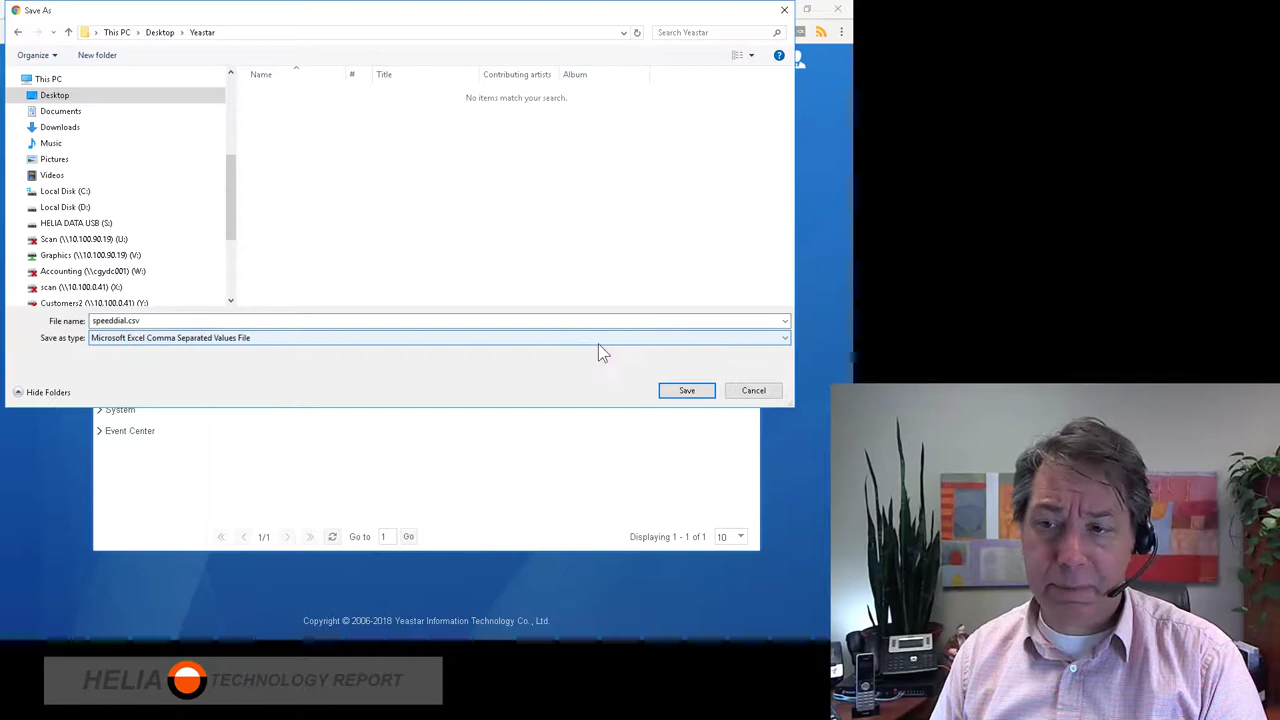 Save As
This PC > Desktop > Yeastar
Search Yeastar
Organize
New folder
Name
#
Title
Contributing artists
Album
No items match your search.
This PC
Desktop
Documents
Downloads
Music
Pictures
Videos
Local Disk (C:)
Local Disk (D:)
HELIA DATA USB (S:)
Scan (\\10.100.90.19) (U:)
Graphics (\\10.100.90.19) (V:)
Accounting (\\cgydc001) (W:)
scan (\\10.100.0.41) (X:)
Customers2 (\\10.100.0.41) (Y:)
File name: speeddial.csv
Save as type: Microsoft Excel Comma Separated Values File
Hide Folders
Save
Cancel
System
Event Center
1/1
Go to 1 Go
Displaying 1 - 1 of 1
10
Copyright © 2006-2018 Yeastar Information Technology Co., Ltd.
HELIA TECHNOLOGY REPORT